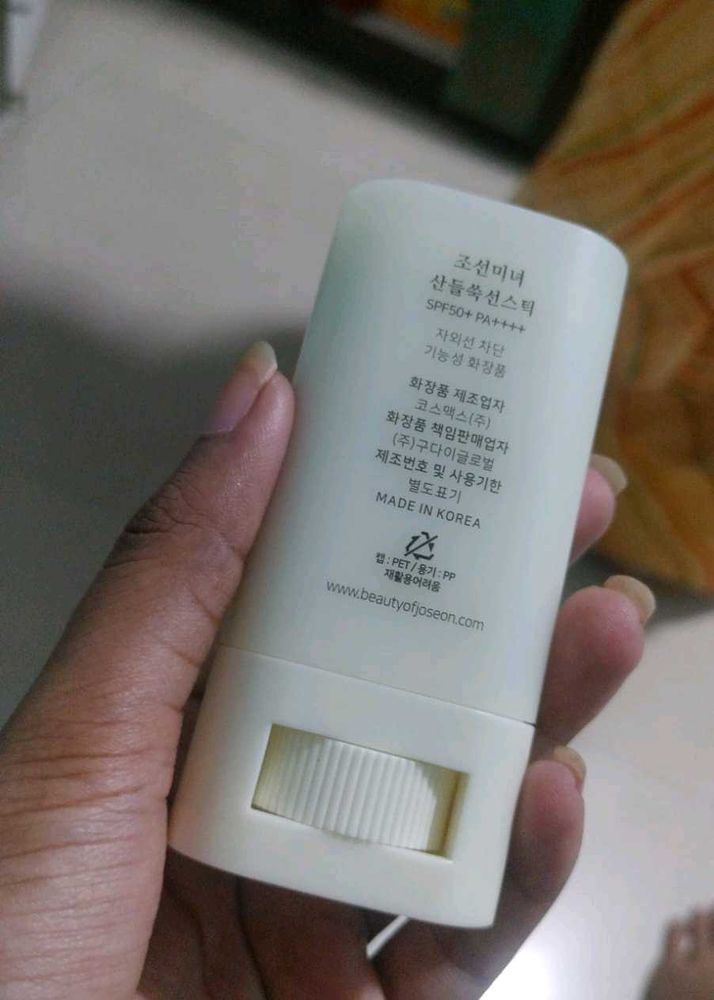 조선미녀
산들쑥선스틱
SPF50+ PA++++
자외선 차단
기능성 화장품
화장품 제조업자
코스맥스(주)
화장품 책임판매업자
(주)구다이글로벌
제조번호 및 사용기한
별도표기
MADE IN KOREA
캡 : PET / 용기 : PP
재활용어려움
www.beautyofjoseon.com